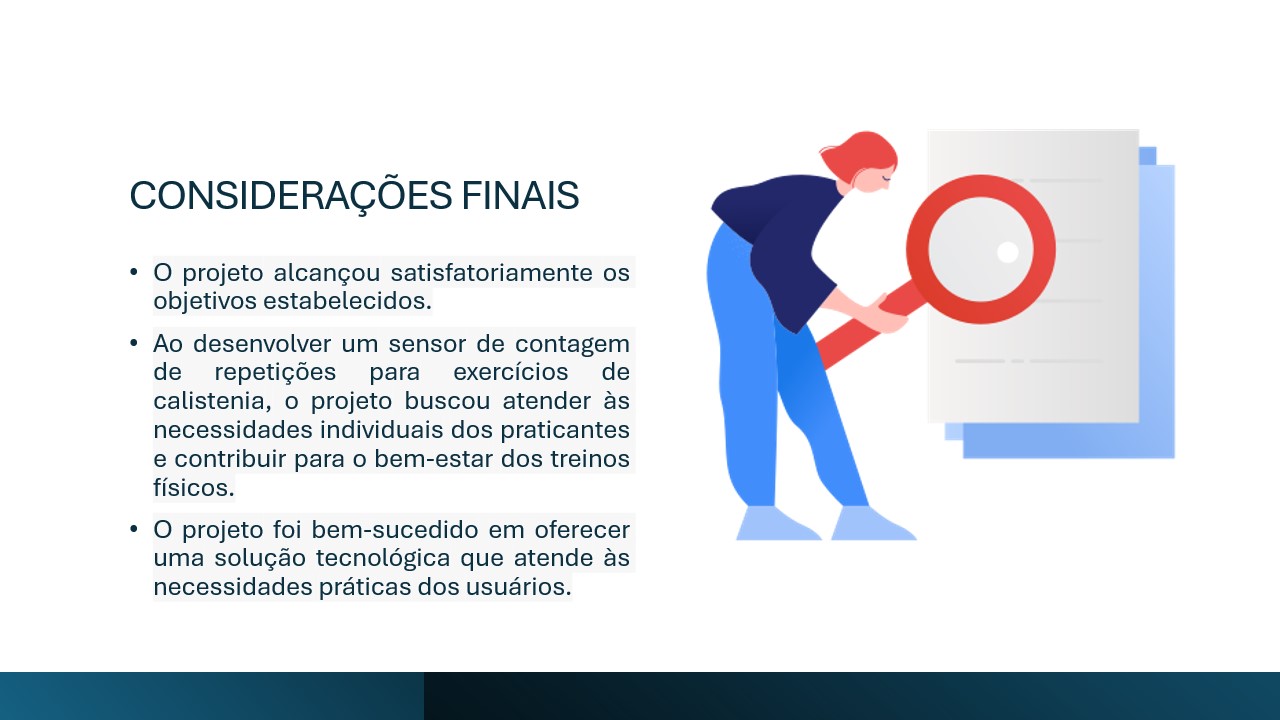 CONSIDERAÇÕES FINAIS
• O projeto alcançou satisfatoriamente os
objetivos estabelecidos.
• Ao desenvolver um sensor de contagem
de repetições para exercícios de
calistenia, o projeto buscou atender às
necessidades individuais dos praticantes
e contribuir para o bem-estar dos treinos
físicos.
• O projeto foi bem-sucedido em oferecer
uma solução tecnológica que atende às
necessidades práticas dos usuários.